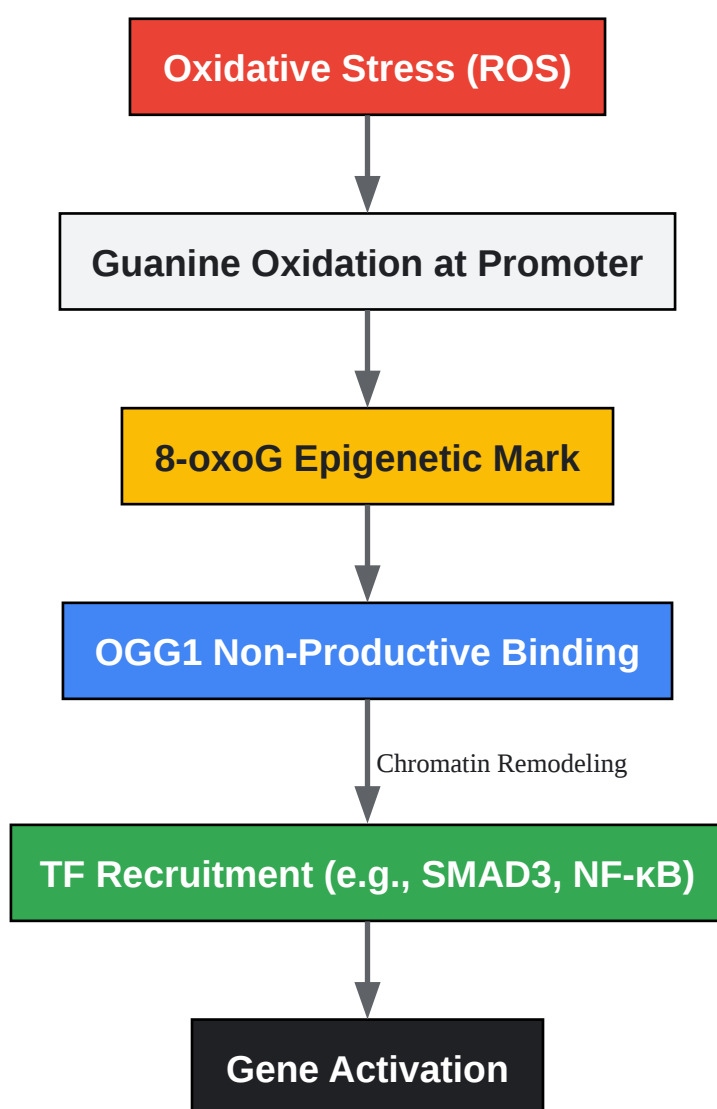 Oxidative Stress (ROS)
Guanine Oxidation at Promoter
8-oxoG Epigenetic Mark
OGG1 Non-Productive Binding
Chromatin Remodeling
TF Recruitment (e.g., SMAD3, NF-κB)
Gene Activation